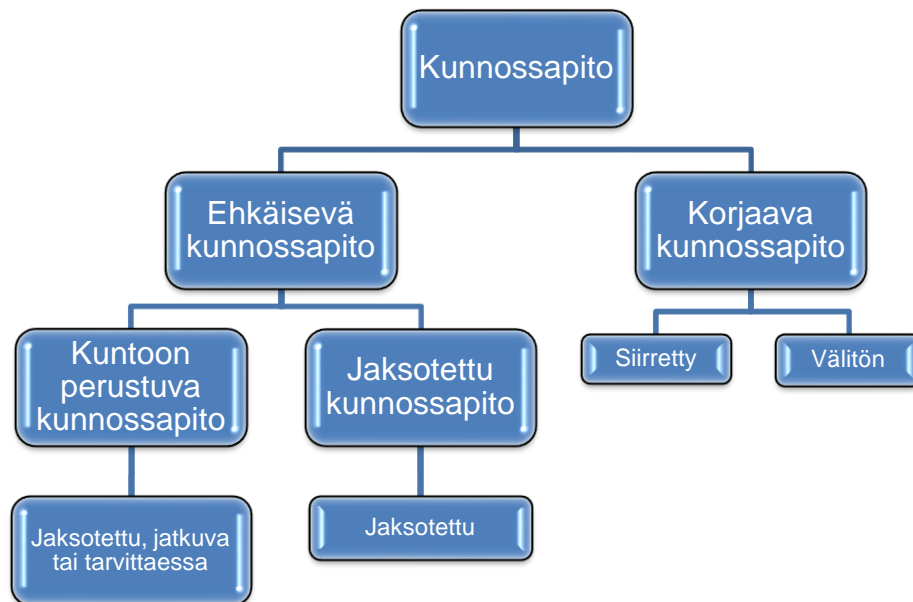 Kunnossapito
Ehkäisevä
kunnossapito
Korjaava
kunnossapito
Kuntoon
perustuva
kunnossapito
Jaksotettu
kunnossapito
Siirretty
Välitön
Jaksotettu, jatkuva
tai tarvittaessa
Jaksotettu